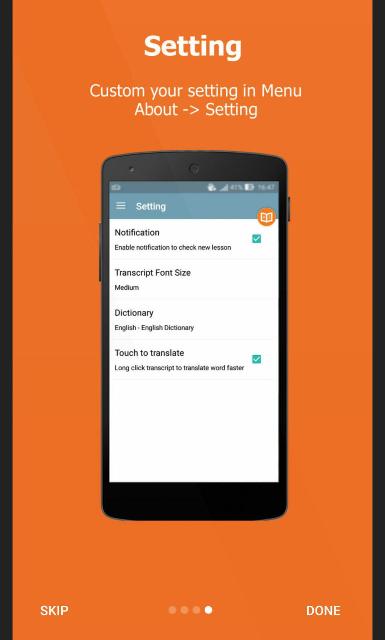 Setting
Custom your setting in Menu
About -> Setting
41% 16:47
Setting
Notification
Enable notification to check new lesson
Transcript Font Size
Medium
Dictionary
English - English Dictionary
Touch to translate
Long click transcript to translate word faster
SKIP
DONE